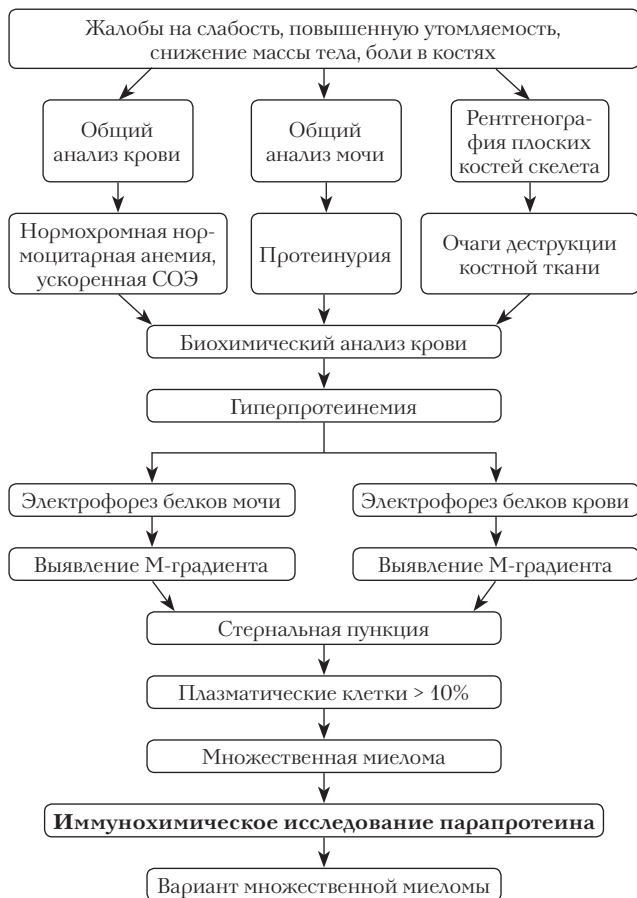 Жалобы на слабость, повышенную утомляемость,
снижение массы тела, боли в костях
Общий
анализ крови
Общий
анализ мочи
Рентгеногра-
фия плоских
костей скелета
Нормохромная нор-
моцитарная анемия,
ускоренная СОЭ
Протеинурия
Очаги деструкции
костной ткани
Биохимический анализ крови
Гиперпротеинемия
Электрофорез белков мочи
Электрофорез белков крови
Выявление М-градиента
Выявление М-градиента
Стернальная пункция
Плазматические клетки > 10%
Множественная миелома
Иммунохимическое исследование парапротеина
Вариант множественной миеломы